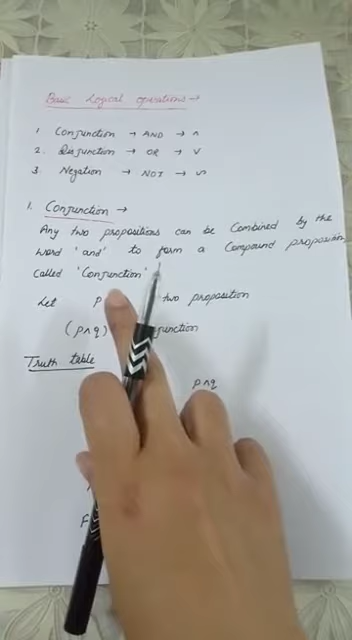 Basic Logical operations →
1. Conjunction → AND → ∧
2. Disjunction → OR → ∨
3. Negation → NOT → ~
1. Conjunction →
Any two propositions can be Combined by the
word 'and' to form a Compound proposition
Called 'Conjunction'
Let p two proposition
(p∧q)
Truth table
p∧q
F